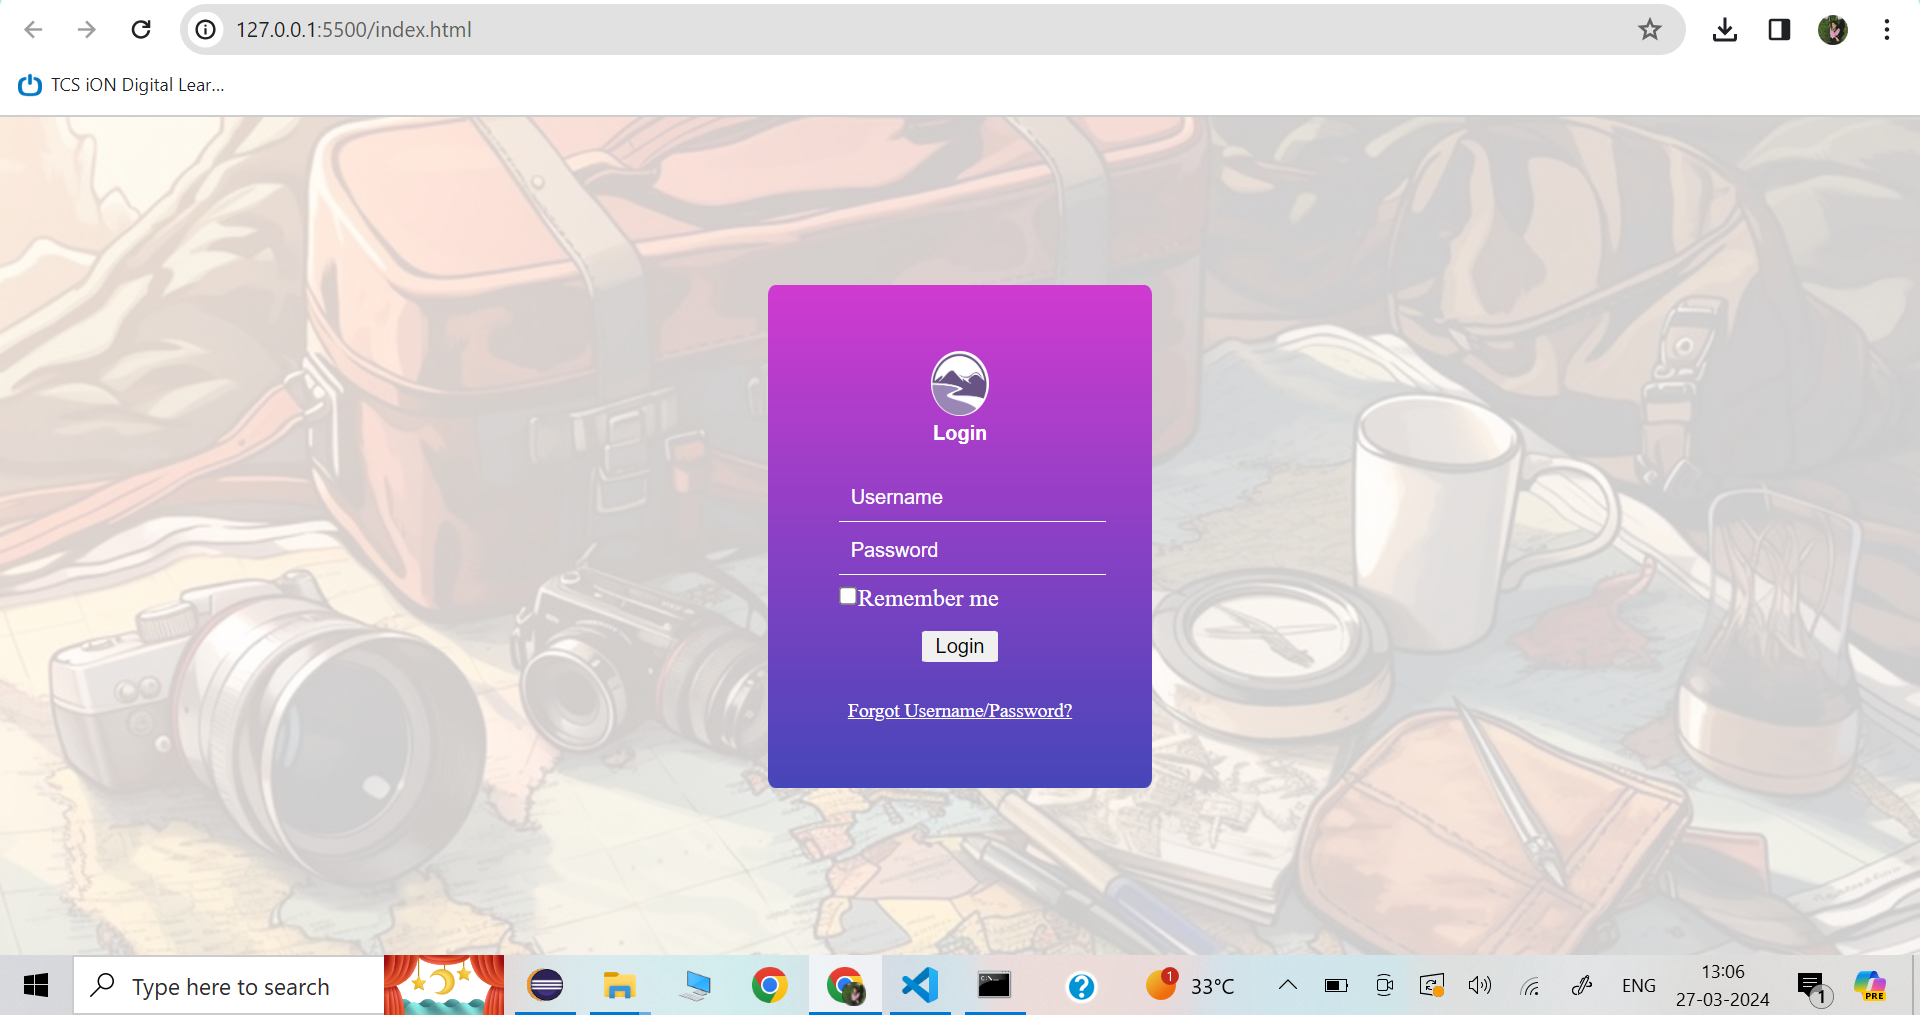 127.0.0.1:5500/index.html
TCS iON Digital Lear...
Login
Username
Password
Remember me
Login
Forgot Username/Password?
Type here to search
1
33°C
ENG
13:06
27-03-2024
1
PRE